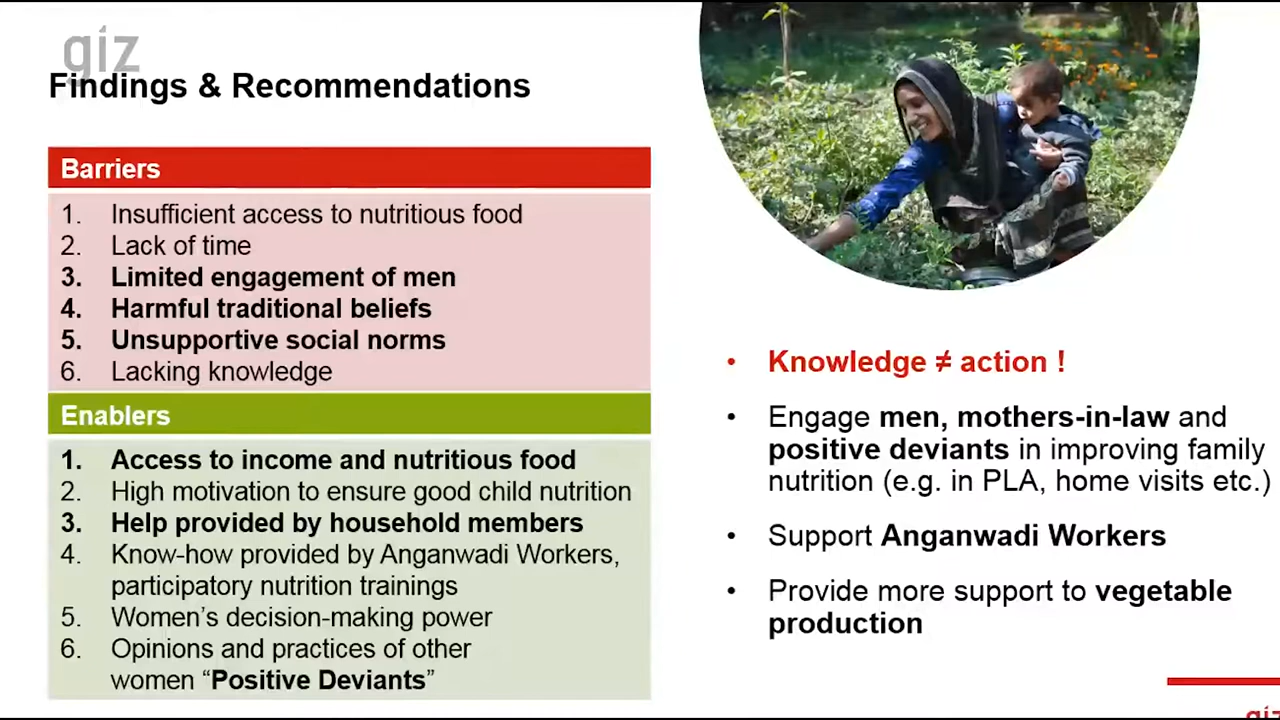 giz
Findings & Recommendations
Barriers
1. Insufficient access to nutritious food
2. Lack of time
3. Limited engagement of men
4. Harmful traditional beliefs
5. Unsupportive social norms
6. Lacking knowledge
Enablers
1. Access to income and nutritious food
2. High motivation to ensure good child nutrition
3. Help provided by household members
4. Know-how provided by Anganwadi Workers,
participatory nutrition trainings
5. Women’s decision-making power
6. Opinions and practices of other
women “Positive Deviants”
• Knowledge ≠ action !
• Engage men, mothers-in-law and
positive deviants in improving family
nutrition (e.g. in PLA, home visits etc.)
• Support Anganwadi Workers
• Provide more support to vegetable
production
giz